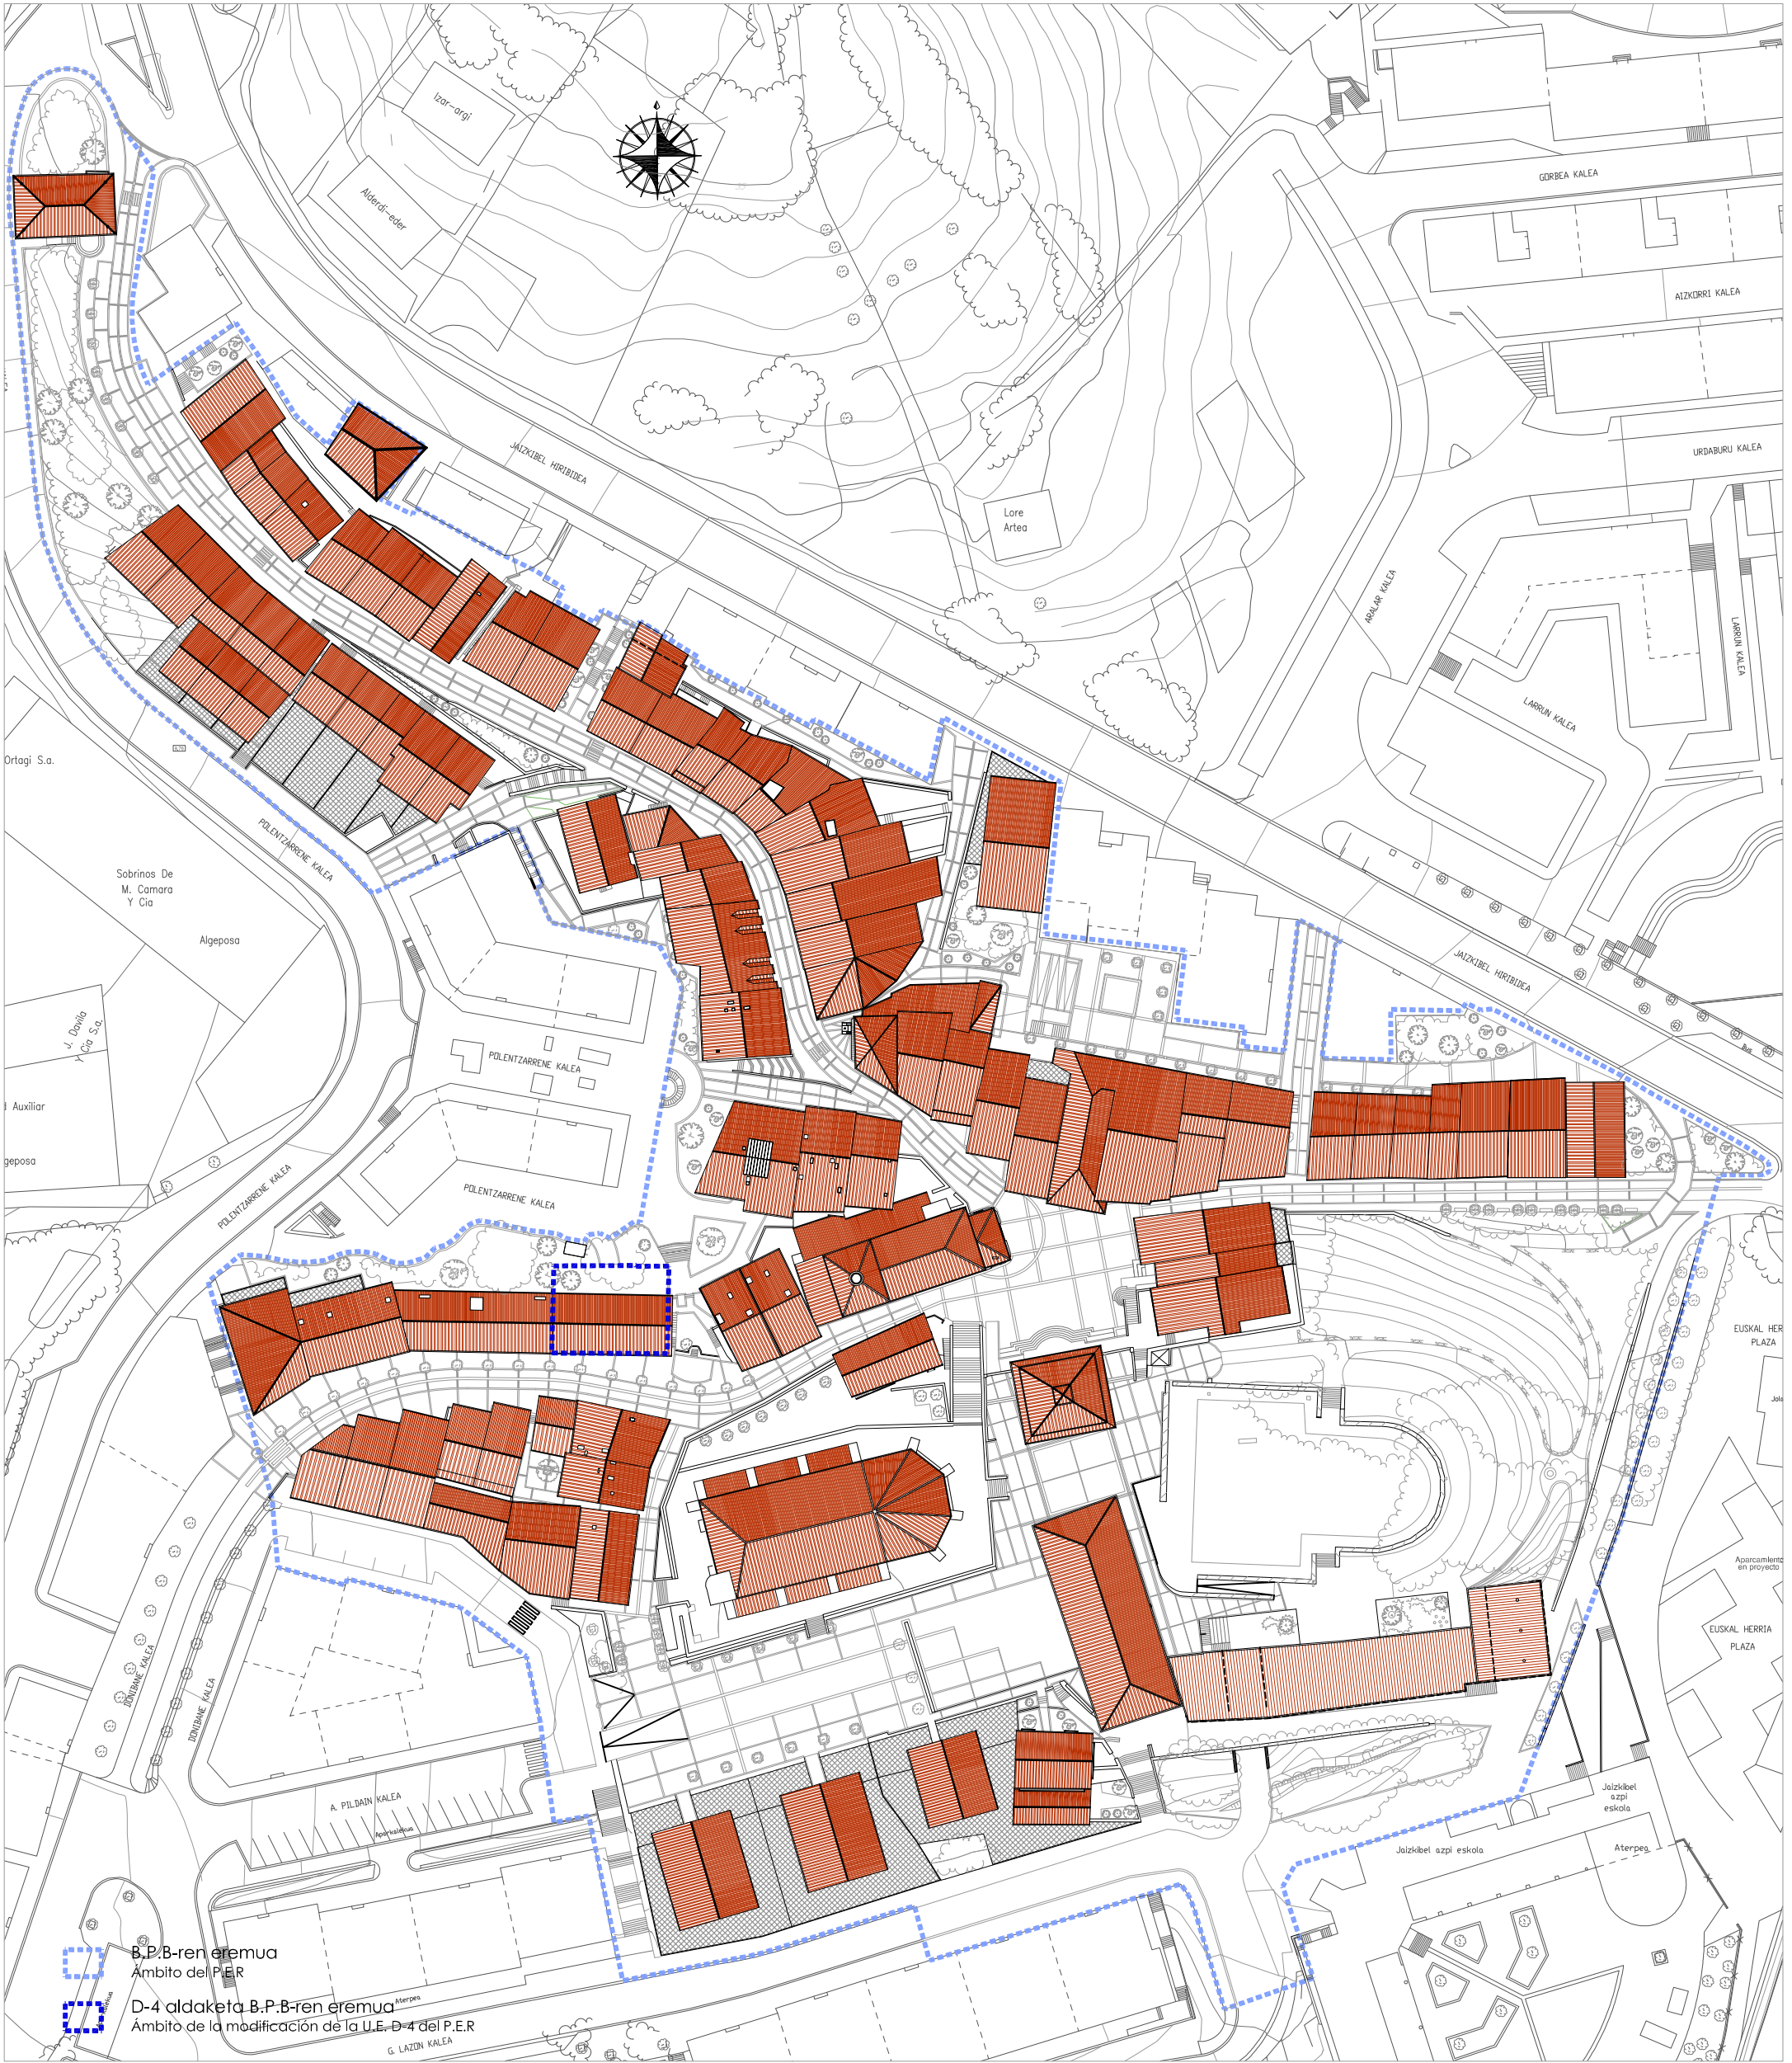 Izar-argi
Alderdi-eder
GORBEA KALEA
AIZKORRI KALEA
URDABURU KALEA
JAIZKIBEL HIRIBIDEA
Lore
Artea
ARALAR KALEA
LARRUN KALEA
LARRUN KALEA
Ortagi S.a.
POLENTZARRENE KALEA
Sobrinos De
M. Camara
Y Cia
Algeposa
JAIZKIBEL HIRIBIDEA
Bus
J. Davila
Y Cia S.a.
POLENTZARRENE KALEA
Auxiliar
geposa
POLENTZARRENE KALEA
POLENTZARRENE KALEA
EUSKAL HER
PLAZA
Aparcamiento
en proyecto
EUSKAL HERRIA
PLAZA
DONIBANE KALEA
DONIBANE KALEA
A. PILDAIN KALEA
Aparkalekua
Jaizkibel
azpi
eskola
Jaizkibel azpi eskola
Aterpea
B.P.B-ren eremua
Ámbito del P.E.R
D-4 aldaketa B.P.B-ren eremua
Aterpea
Ámbito de la modificación de la U.E. D-4 del P.E.R
G. LAZON KALEA